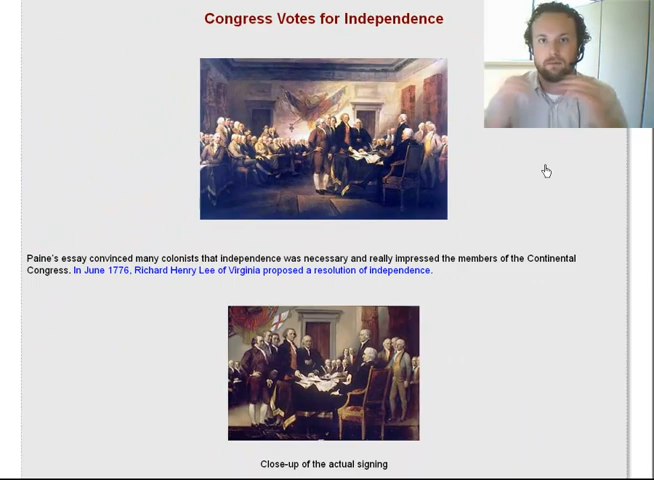 Congress Votes for Independence
Paine's essay convinced many colonists that independence was necessary and really impressed the members of the Continental
Congress. In June 1776, Richard Henry Lee of Virginia proposed a resolution of independence.
Close-up of the actual signing